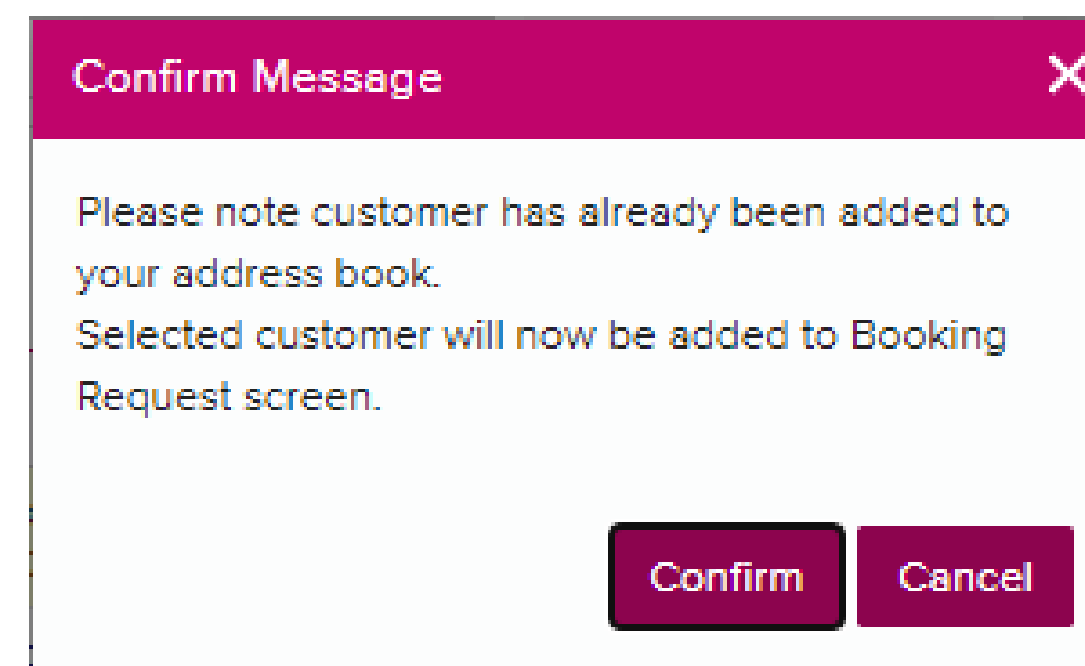 Confirm Message
Please note customer has already been added to
your address book.
Selected customer will now be added to Booking
Request screen.
Confirm
Cancel